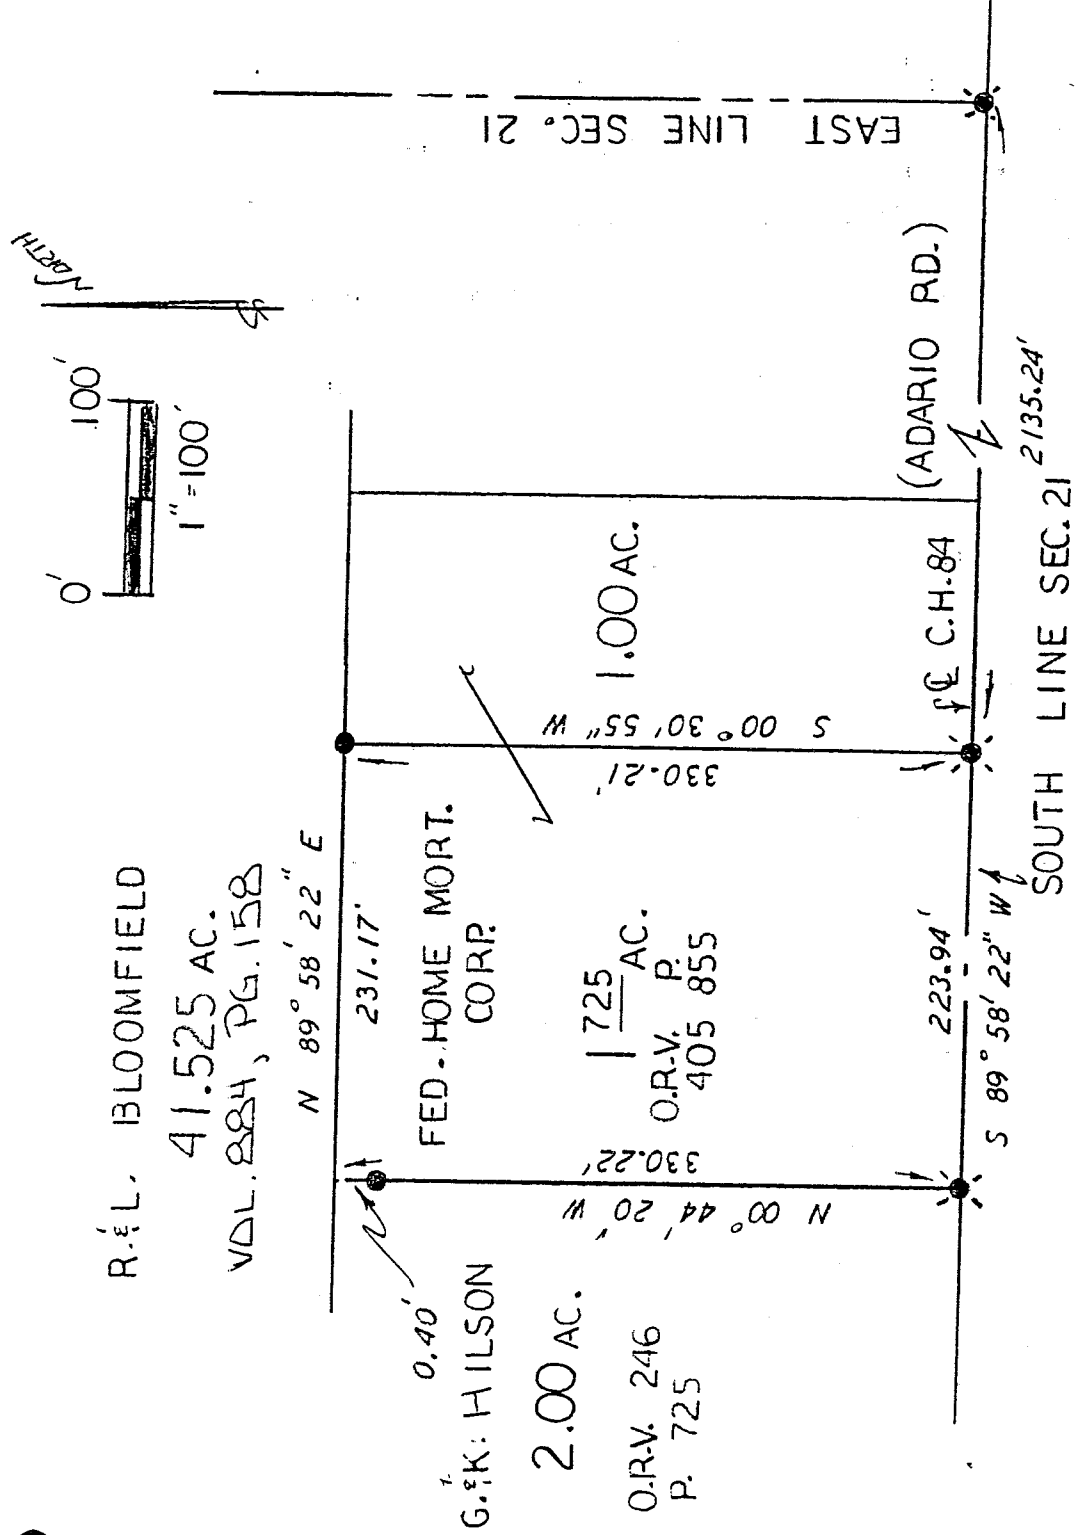 R.&L. BLOOMFIELD
41.525 AC.
VOL. 884, PG. 158
0' 100'
1"=100'
NORTH
N 89° 58' 22" E
231.17'
0.40'
G.&K. HILSON
2.00 AC.
O.R.V. 246
P. 725
N 00° 44' 20" W
330.22'
FED. HOME MORT.
CORP.
1 725 AC.
O.R.V. P.
405 855
S 00° 30' 55" W
330.21'
1.00 AC.
EAST LINE SEC. 21
223.94'
S 89° 58' 22" W
℄ C.H. 84
(ADARIO RD.)
2135.24'
SOUTH LINE SEC. 21